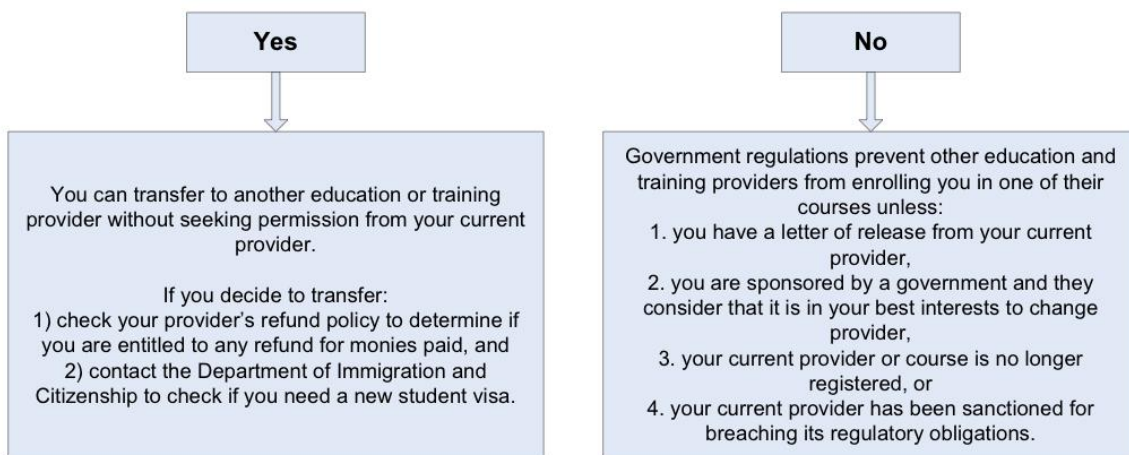 Yes
You can transfer to another education or training
provider without seeking permission from your current
provider.
If you decide to transfer:
1) check your provider's refund policy to determine if
you are entitled to any refund for monies paid, and
2) contact the Department of Immigration and
Citizenship to check if you need a new student visa.
No
Government regulations prevent other education and
training providers from enrolling you in one of their
courses unless:
1. you have a letter of release from your current
provider,
2. you are sponsored by a government and they
consider that it is in your best interests to change
provider,
3. your current provider or course is no longer
registered, or
4. your current provider has been sanctioned for
breaching its regulatory obligations.